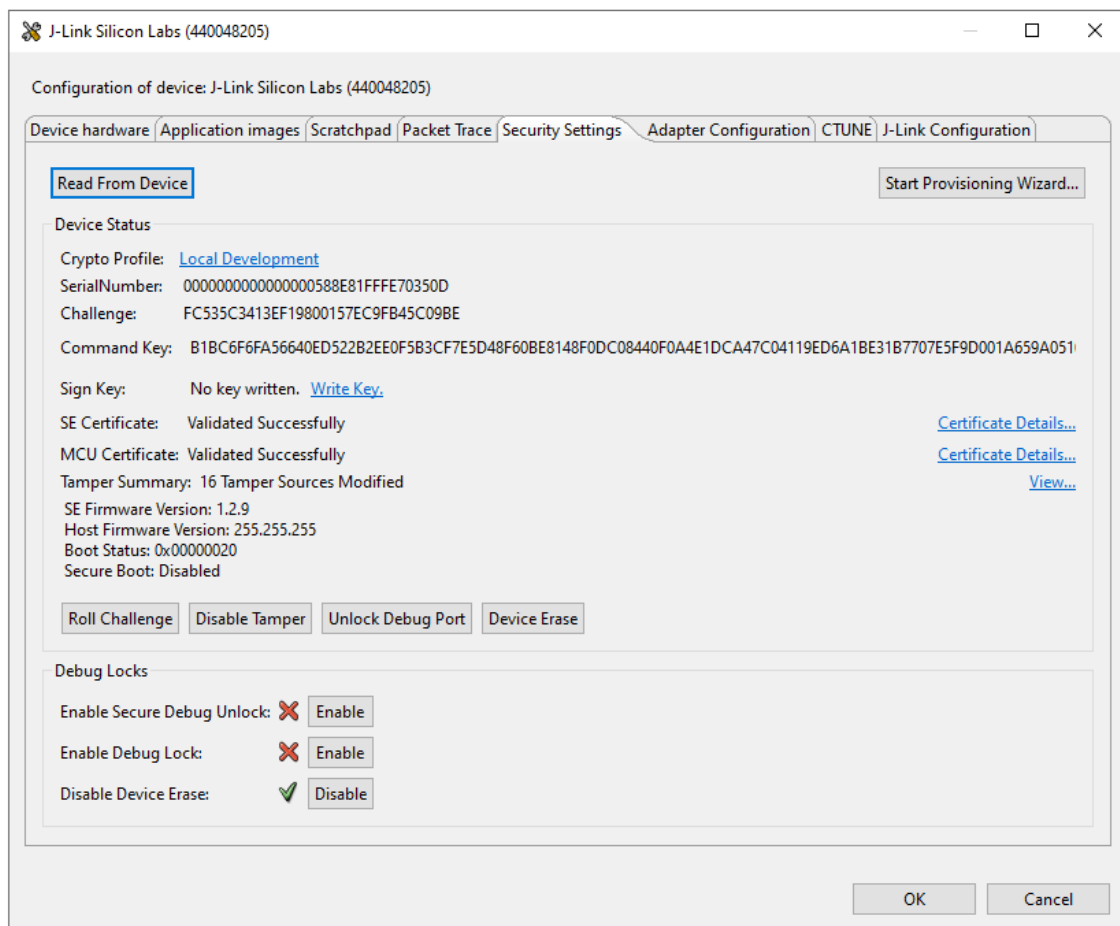 J-Link Silicon Labs (440048205)
Configuration of device: J-Link Silicon Labs (440048205)
Device hardware Application images Scratchpad Packet Trace Security Settings Adapter Configuration CTUNE J-Link Configuration
Read From Device Start Provisioning Wizard...
Device Status
Crypto Profile: Local Development
SerialNumber: 0000000000000000588E81FFFE70350D
Challenge: FC535C3413EF19800157EC9FB45C09BE
Command Key: B1BC6F6FA56640ED522B2EE0F5B3CF7E5D48F60BE8148F0DC08440F0A4E1DCA47C04119ED6A1BE31B7707E5F9D001A659A051
Sign Key: No key written. Write Key.
SE Certificate: Validated Successfully Certificate Details...
MCU Certificate: Validated Successfully Certificate Details...
Tamper Summary: 16 Tamper Sources Modified View...
SE Firmware Version: 1.2.9
Host Firmware Version: 255.255.255
Boot Status: 0x00000020
Secure Boot: Disabled
Roll Challenge Disable Tamper Unlock Debug Port Device Erase
Debug Locks
Enable Secure Debug Unlock: Enable
Enable Debug Lock: Enable
Disable Device Erase: Disable
OK Cancel